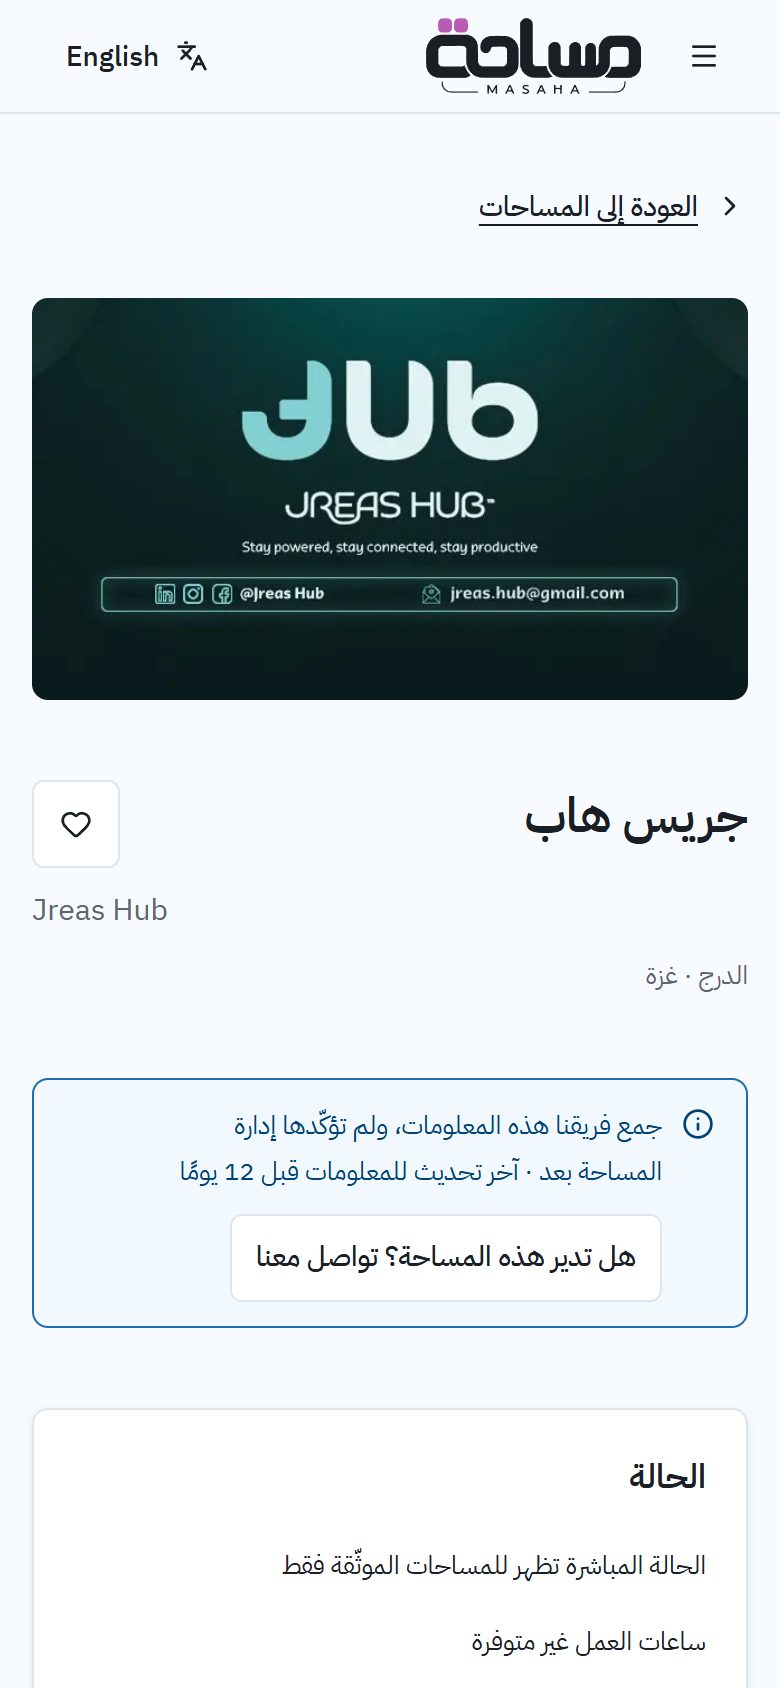 مساحة
MASAHA
English
العودة إلى المساحات
JUb
JREAS HUB™
Stay powered, stay connected, stay productive
@Jreas Hub
jreas.hub@gmail.com
جريس هاب
Jreas Hub
الدرج · غزة
جمع فريقنا هذه المعلومات، ولم تؤكّدها إدارة
المساحة بعد · آخر تحديث للمعلومات قبل 12 يومًا
هل تدير هذه المساحة؟ تواصل معنا
الحالة
الحالة المباشرة تظهر للمساحات الموثّقة فقط
ساعات العمل غير متوفرة